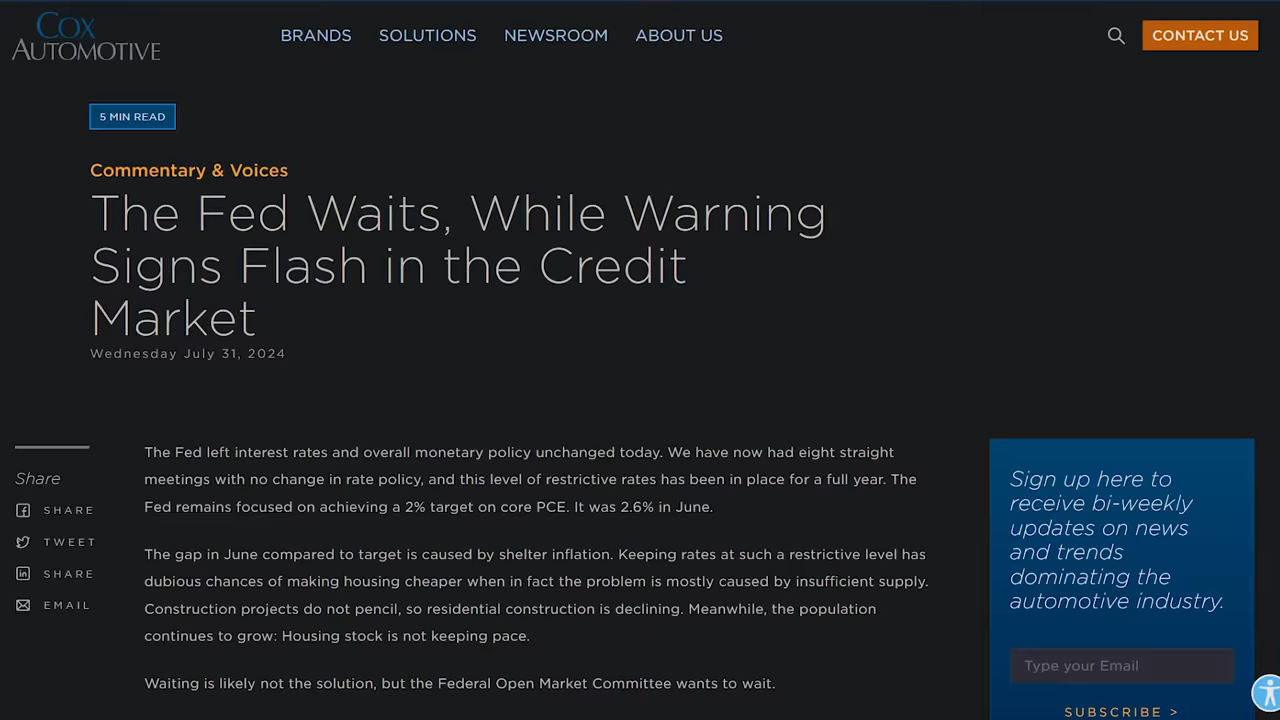 COX
AUTOMOTIVE
BRANDS SOLUTIONS NEWSROOM ABOUT US
CONTACT US
5 MIN READ
Commentary & Voices
The Fed Waits, While Warning
Signs Flash in the Credit
Market
Wednesday July 31, 2024
Share
SHARE
TWEET
SHARE
EMAIL
The Fed left interest rates and overall monetary policy unchanged today. We have now had eight straight
meetings with no change in rate policy, and this level of restrictive rates has been in place for a full year. The
Fed remains focused on achieving a 2% target on core PCE. It was 2.6% in June.
The gap in June compared to target is caused by shelter inflation. Keeping rates at such a restrictive level has
dubious chances of making housing cheaper when in fact the problem is mostly caused by insufficient supply.
Construction projects do not pencil, so residential construction is declining. Meanwhile, the population
continues to grow: Housing stock is not keeping pace.
Waiting is likely not the solution, but the Federal Open Market Committee wants to wait.
Sign up here to
receive bi-weekly
updates on news
and trends
dominating the
automotive industry.
Type your Email
SUBSCRIBE >